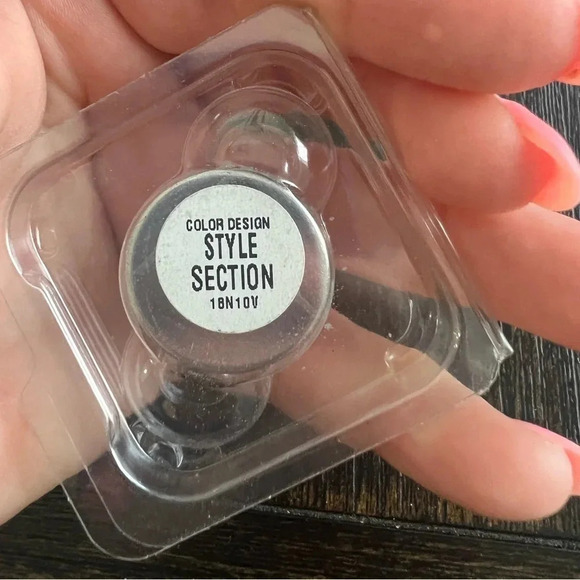 COLOR DESIGN
STYLE
SECTION
18N10V